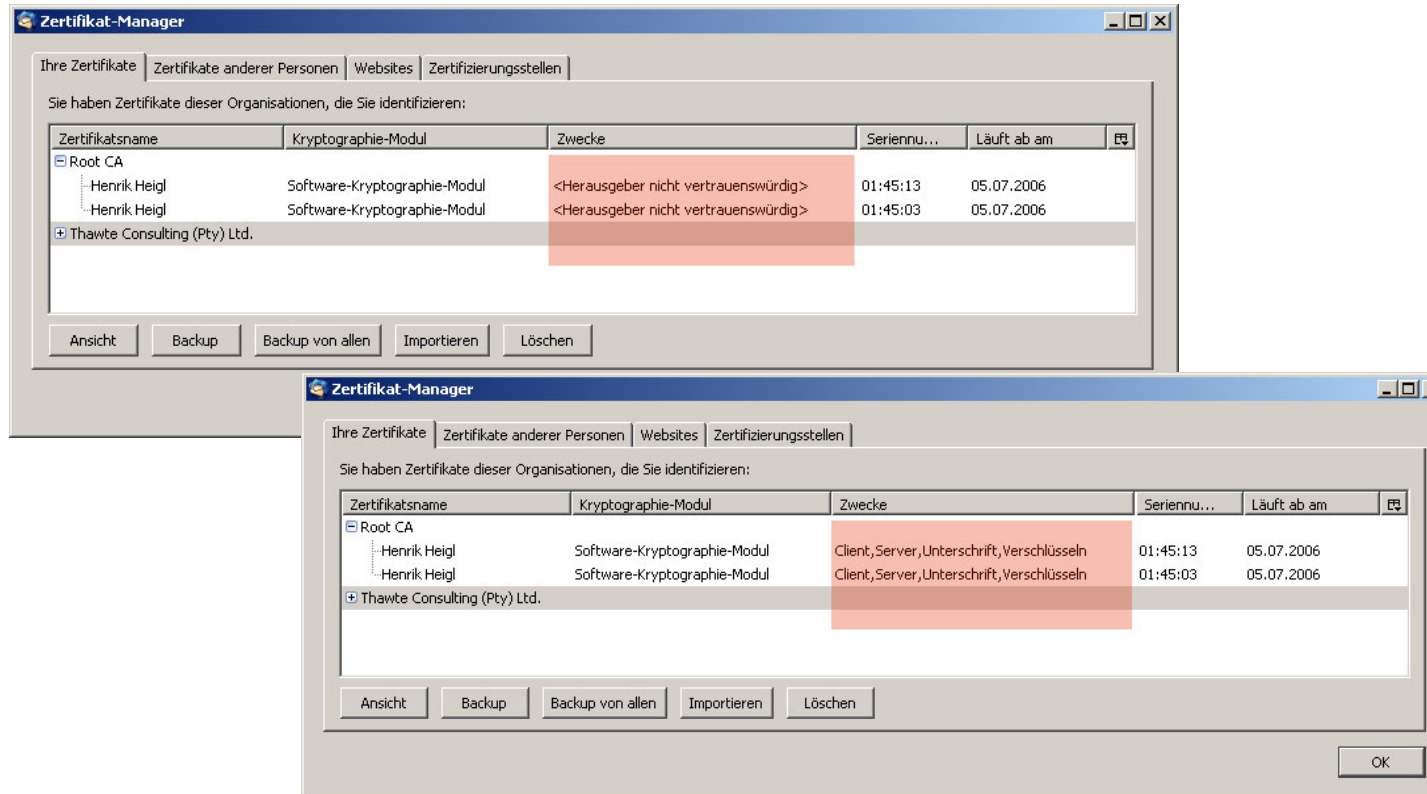 Zertifikat-Manager
Ihre Zertifikate Zertifikate anderer Personen Websites Zertifizierungsstellen
Sie haben Zertifikate dieser Organisationen, die Sie identifizieren:
Zertifikatsname Kryptographie-Modul Zwecke Seriennu... Läuft ab am
Root CA
Henrik Heigl Software-Kryptographie-Modul <Herausgeber nicht vertrauenswürdig> 01:45:13 05.07.2006
Henrik Heigl Software-Kryptographie-Modul <Herausgeber nicht vertrauenswürdig> 01:45:03 05.07.2006
Thawte Consulting (Pty) Ltd.
Ansicht Backup Backup von allen Importieren Löschen
Zertifikat-Manager
Ihre Zertifikate Zertifikate anderer Personen Websites Zertifizierungsstellen
Sie haben Zertifikate dieser Organisationen, die Sie identifizieren:
Zertifikatsname Kryptographie-Modul Zwecke Seriennu... Läuft ab am
Root CA
Henrik Heigl Software-Kryptographie-Modul Client,Server,Unterschrift,Verschlüsseln 01:45:13 05.07.2006
Henrik Heigl Software-Kryptographie-Modul Client,Server,Unterschrift,Verschlüsseln 01:45:03 05.07.2006
Thawte Consulting (Pty) Ltd.
Ansicht Backup Backup von allen Importieren Löschen
OK